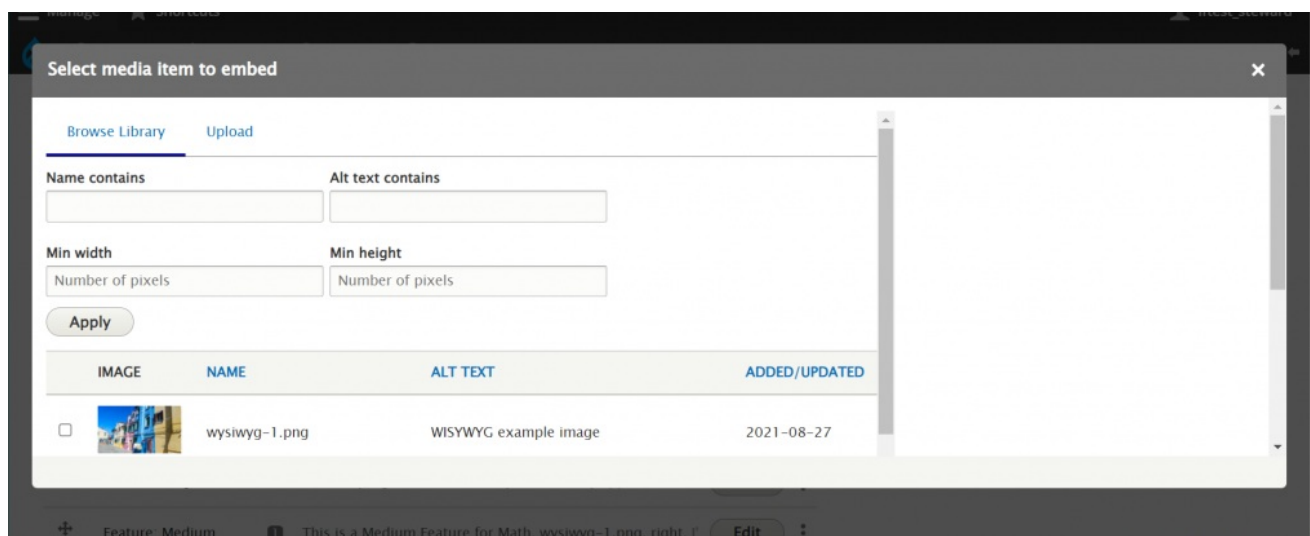 Manage Shortcuts
Select media item to embed
Browse Library Upload
Name contains Alt text contains
Min width Min height
Number of pixels Number of pixels
Apply
IMAGE NAME ALT TEXT ADDED/UPDATED
wysiwyg-1.png WISYWYG example image 2021-08-27
Feature: Medium This is a Medium Feature for Math, wysiwyg-1.png, right, Edit